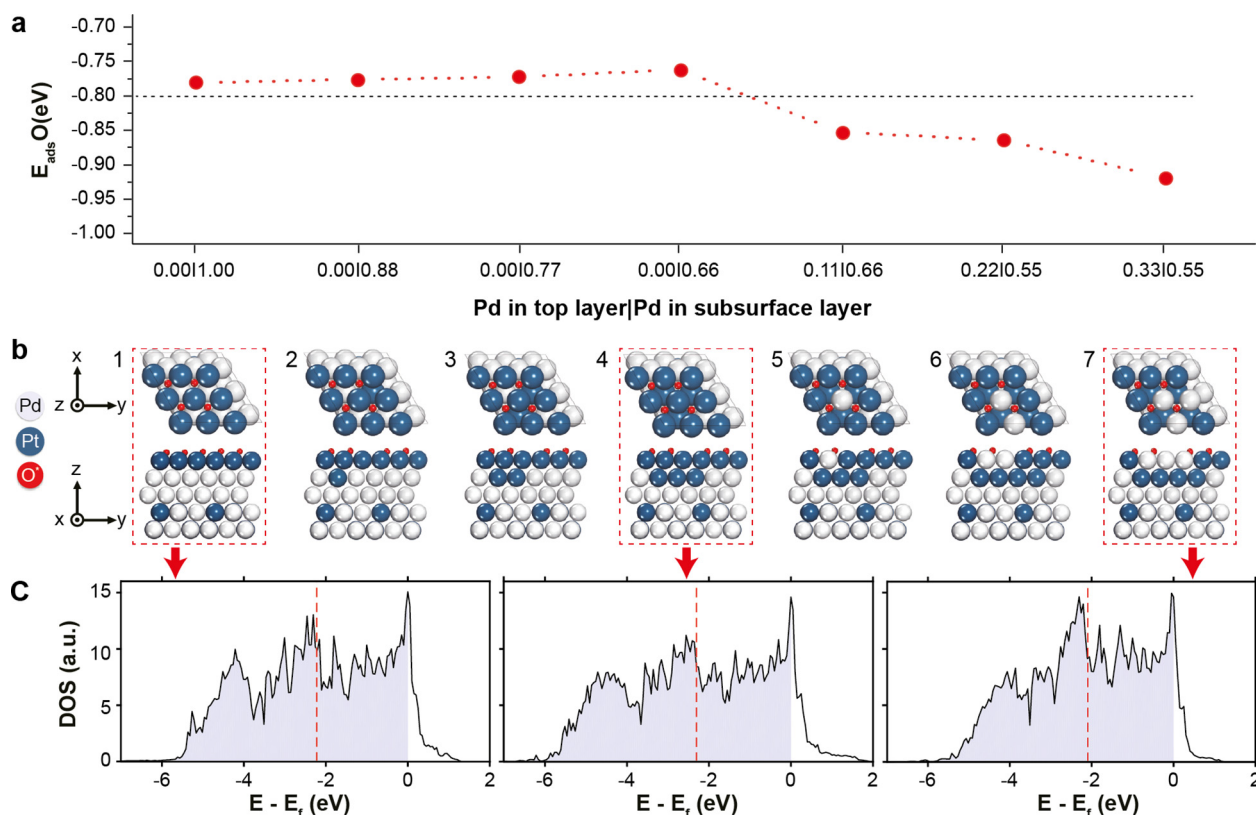 a
-0.70
-0.75
-0.80
-0.85
-0.90
-0.95
-1.00
E_ads O(eV)
0.00|1.00 0.00|0.88 0.00|0.77 0.00|0.66 0.11|0.66 0.22|0.55 0.33|0.55
Pd in top layer|Pd in subsurface layer
b
x
z y
Pd
Pt
O*
z
x y
1 2 3 4 5 6 7
C
15
10
5
0
DOS (a.u.)
-6 -4 -2 0 2
-6 -4 -2 0 2
-6 -4 -2 0 2
E - E_f (eV) E - E_f (eV) E - E_f (eV)